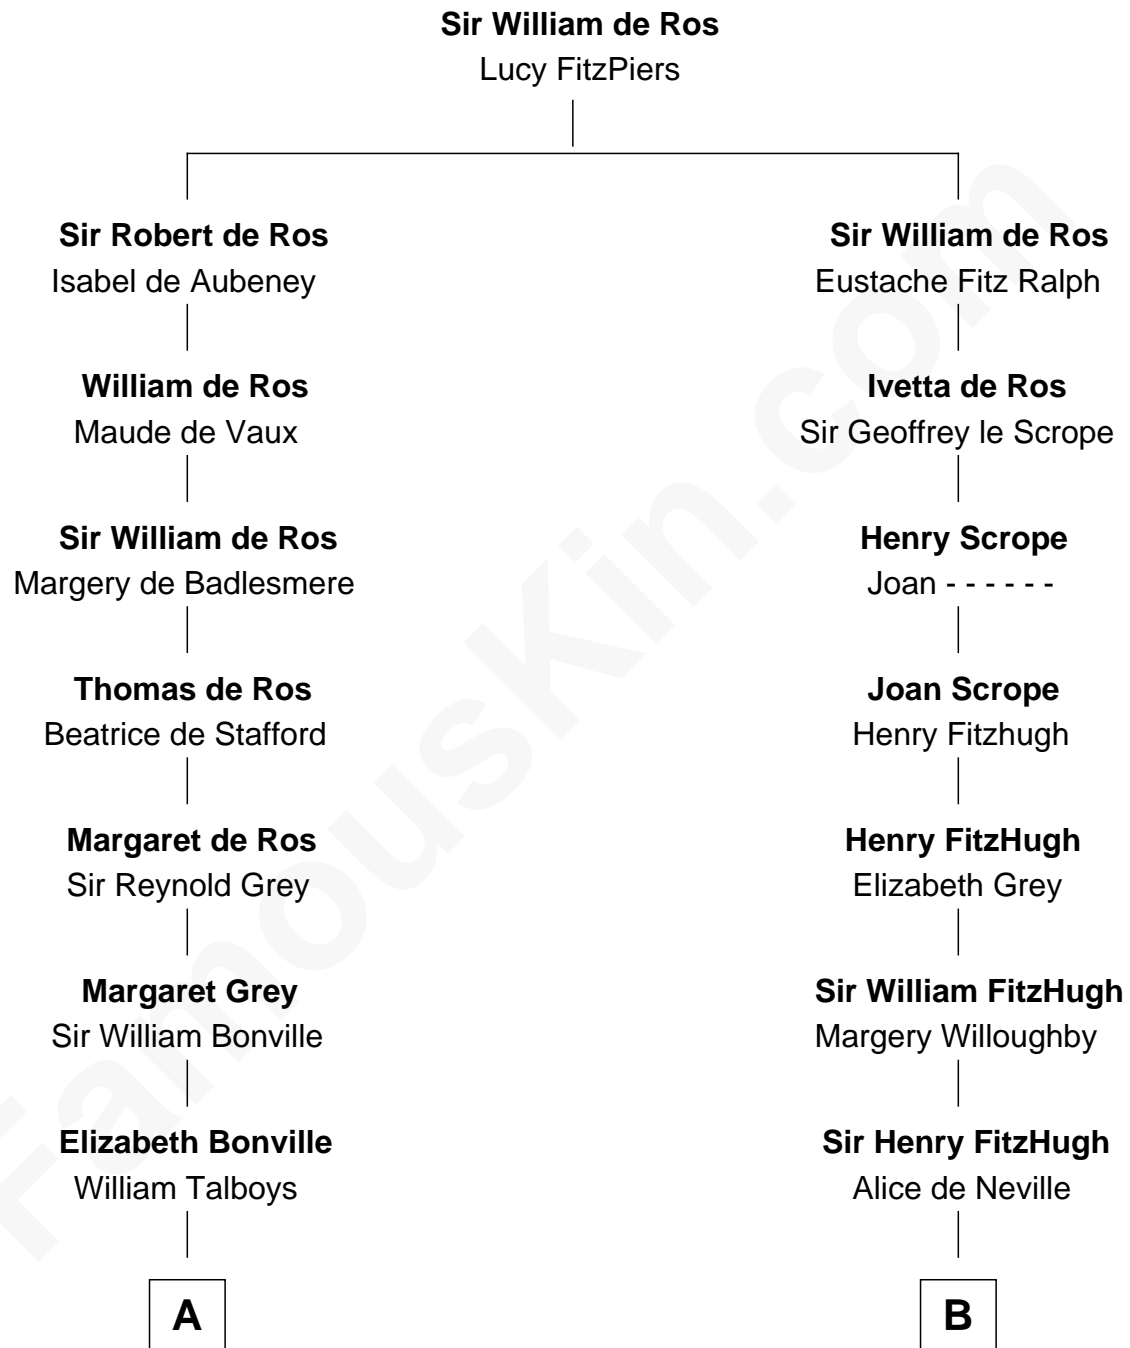 Sir William de Ros
Lucy FitzPiers
Sir Robert de Ros
Isabel de Aubeney
William de Ros
Maude de Vaux
Sir William de Ros
Margery de Badlesmere
Thomas de Ros
Beatrice de Stafford
Margaret de Ros
Sir Reynold Grey
Margaret Grey
Sir William Bonville
Elizabeth Bonville
William Talboys
A
Sir William de Ros
Eustache Fitz Ralph
Ivetta de Ros
Sir Geoffrey le Scrope
Henry Scrope
Joan - - - - - -
Joan Scrope
Henry Fitzhugh
Henry FitzHugh
Elizabeth Grey
Sir William FitzHugh
Margery Willoughby
Sir Henry FitzHugh
Alice de Neville
B
FamousKin.com